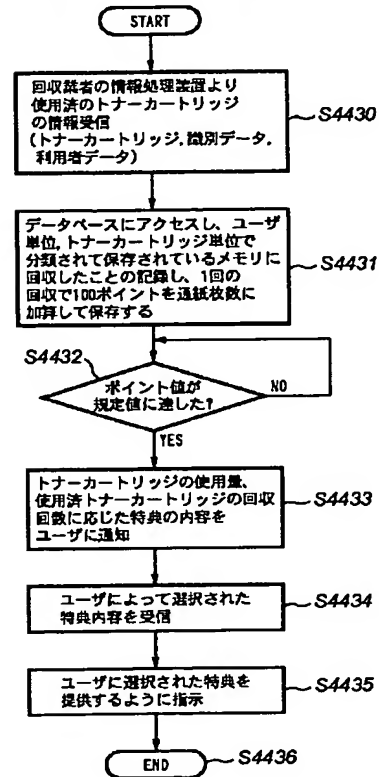 START
回収業者の情報処理装置より
使用済のトナーカートリッジ
の情報受信
(トナーカートリッジ,識別データ,
利用者データ)
S4430
データベースにアクセスし、ユーザ
単位,トナーカートリッジ単位で
分類されて保存されているメモリに
回収したことの記録し、1回の
回収で100ポイントを通紙枚数に
加算して保存する
S4431
S4432
ポイント値が
規定値に達した?
NO
YES
トナーカートリッジの使用量、
使用済トナーカートリッジの回収
回数に応じた特典の内容を
ユーザに通知
S4433
ユーザによって選択された
特典内容を受信
S4434
ユーザに選択された特典を
提供するように指示
S4435
END
S4436